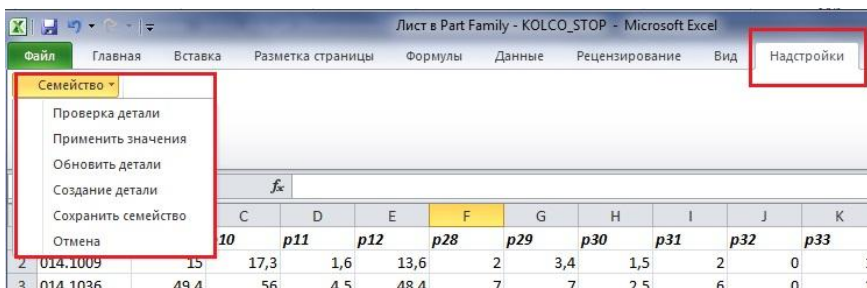 Лист в Part Family - KOLCO_STOP - Microsoft Excel
Файл Главная Вставка Разметка страницы Формулы Данные Рецензирование Вид Надстройки
Семейство
Проверка детали
Применить значения
Обновить детали
Создание детали
Сохранить семейство
Отмена
fx
C D E F G H I J K
10 p11 p12 p28 p29 p30 p31 p32 p33
2 014.1009 15 17,3 1,6 13,6 2 3,4 1,5 2 0
3 014.1036 49,4 56 4,5 48,4 7 7 2,5 6 0